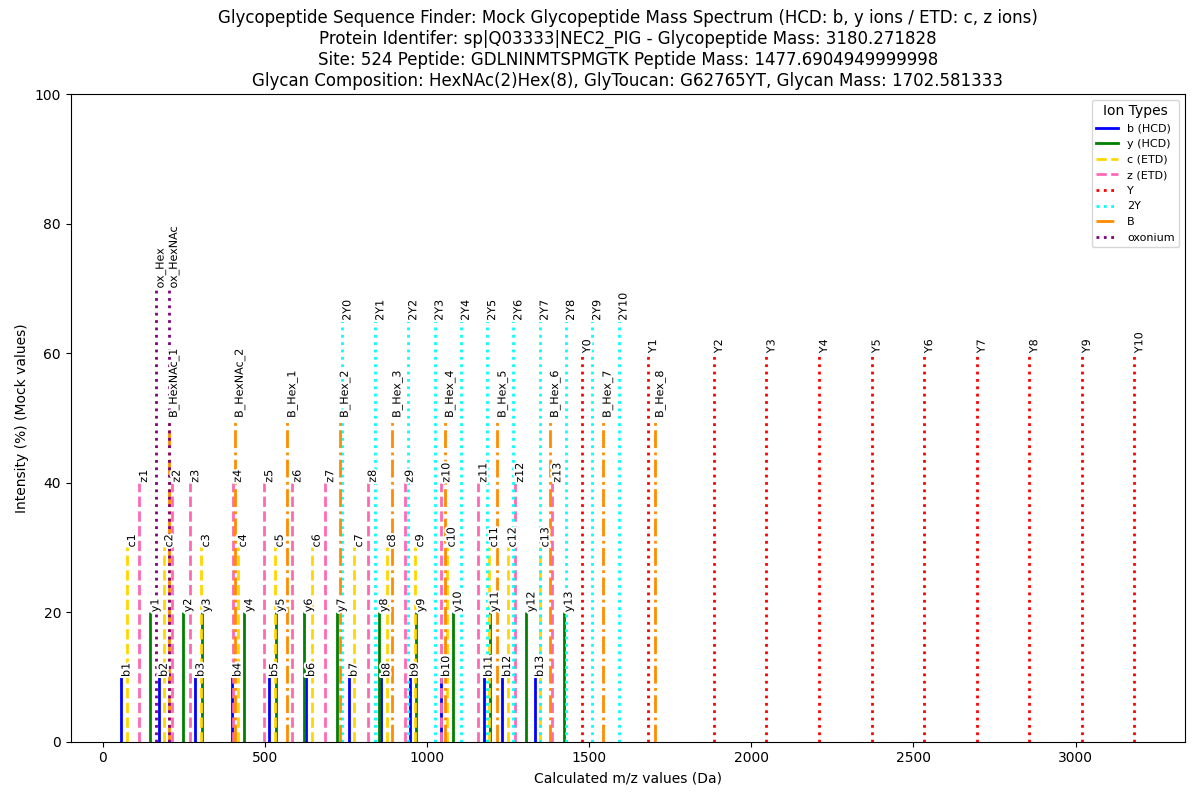 Glycopeptide Sequence Finder: Mock Glycopeptide Mass Spectrum (HCD: b, y ions / ETD: c, z ions)
Protein Identifer: sp|Q03333|NEC2_PIG - Glycopeptide Mass: 3180.271828
Site: 524 Peptide: GDLNINMTSPMGTK Peptide Mass: 1477.6904949999998
Glycan Composition: HexNAc(2)Hex(8), GlyToucan: G62765YT, Glycan Mass: 1702.581333
100
80
60
40
20
0
Intensity (%) (Mock values)
Ion Types
b (HCD)
y (HCD)
c (ETD)
z (ETD)
Y
2Y
B
oxonium
ox_Hex
ox_HexNAc
2Y0
2Y1
2Y2
2Y3
2Y4
2Y5
2Y6
2Y7
2Y8
2Y9
2Y10
Y0
Y1
Y2
Y3
Y4
Y5
Y6
Y7
Y8
Y9
Y10
B_HexNAc_1
B_HexNAc_2
B_Hex_1
B_Hex_2
B_Hex_3
B_Hex_4
B_Hex_5
B_Hex_6
B_Hex_7
B_Hex_8
z1
z2
z3
z4
z5
z6
z7
z8
z9
z10
z11
z12
z13
c1
c2
c3
c4
c5
c6
c7
c8
c9
c10
c11
c12
c13
y1
y2
y3
y4
y5
y6
y7
y8
y9
y10
y11
y12
y13
b1
b2
b3
b4
b5
b6
b7
b8
b9
b10
b11
b12
b13
0
500
1000
1500
2000
2500
3000
Calculated m/z values (Da)